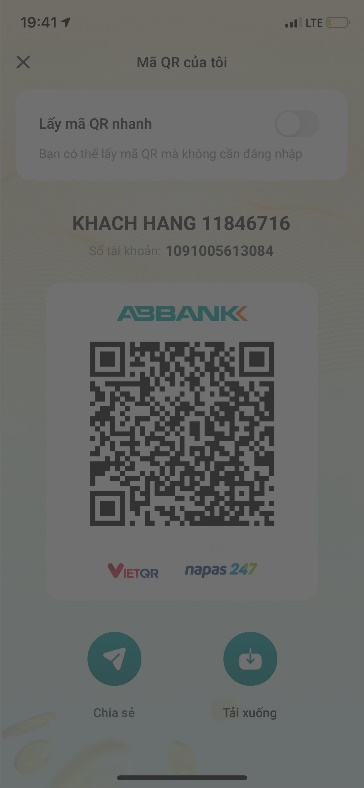 19:41
LTE
Mã QR của tôi
Lấy mã QR nhanh
Bạn có thể lấy mã QR mà không cần đăng nhập
KHACH HANG 11846716
Số tài khoản: 1091005613084
ABBANK
VIETQR napas 247
Chia sẻ
Tải xuống